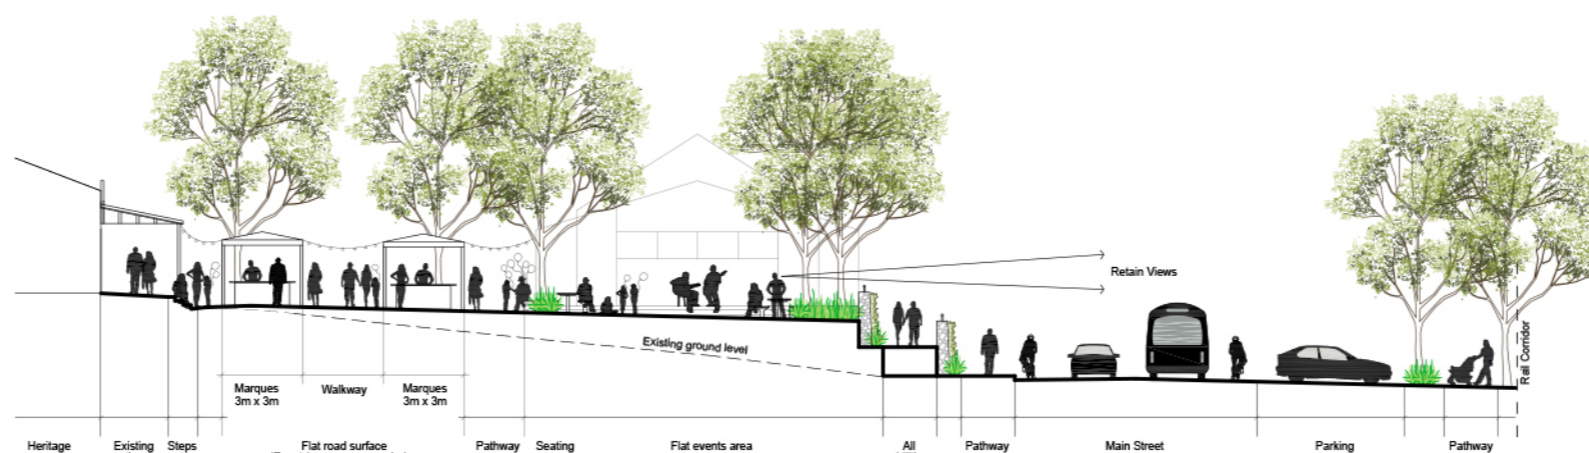 Retain Views
Existing ground level
Rail Corridor
Marques
3m x 3m
Walkway
Marques
3m x 3m
Heritage
Existing
Steps
Flat road surface
Pathway
Seating
Flat events area
All
Pathway
Main Street
Parking
Pathway